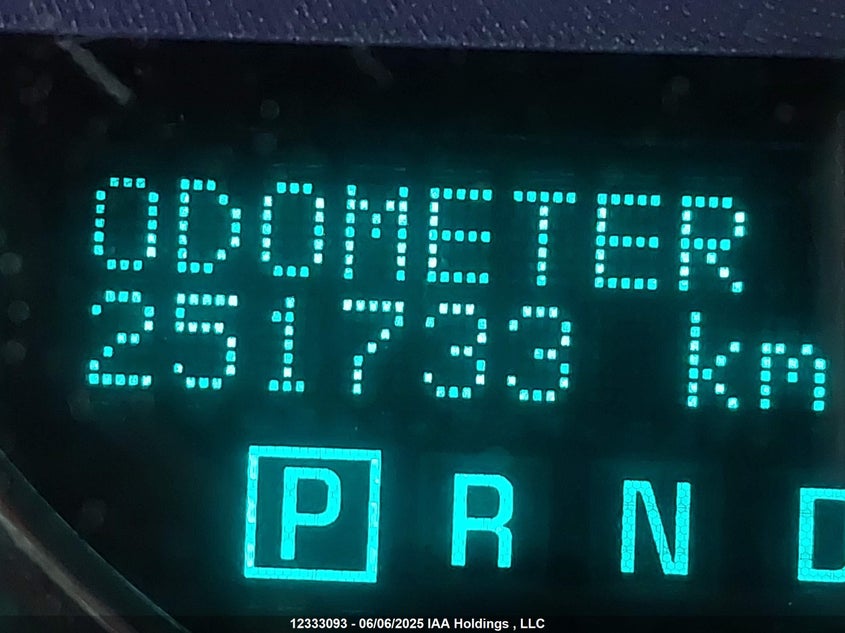 ODOMETER
251733 km
P R N D
12333093 - 06/06/2025 IAA Holdings , LLC